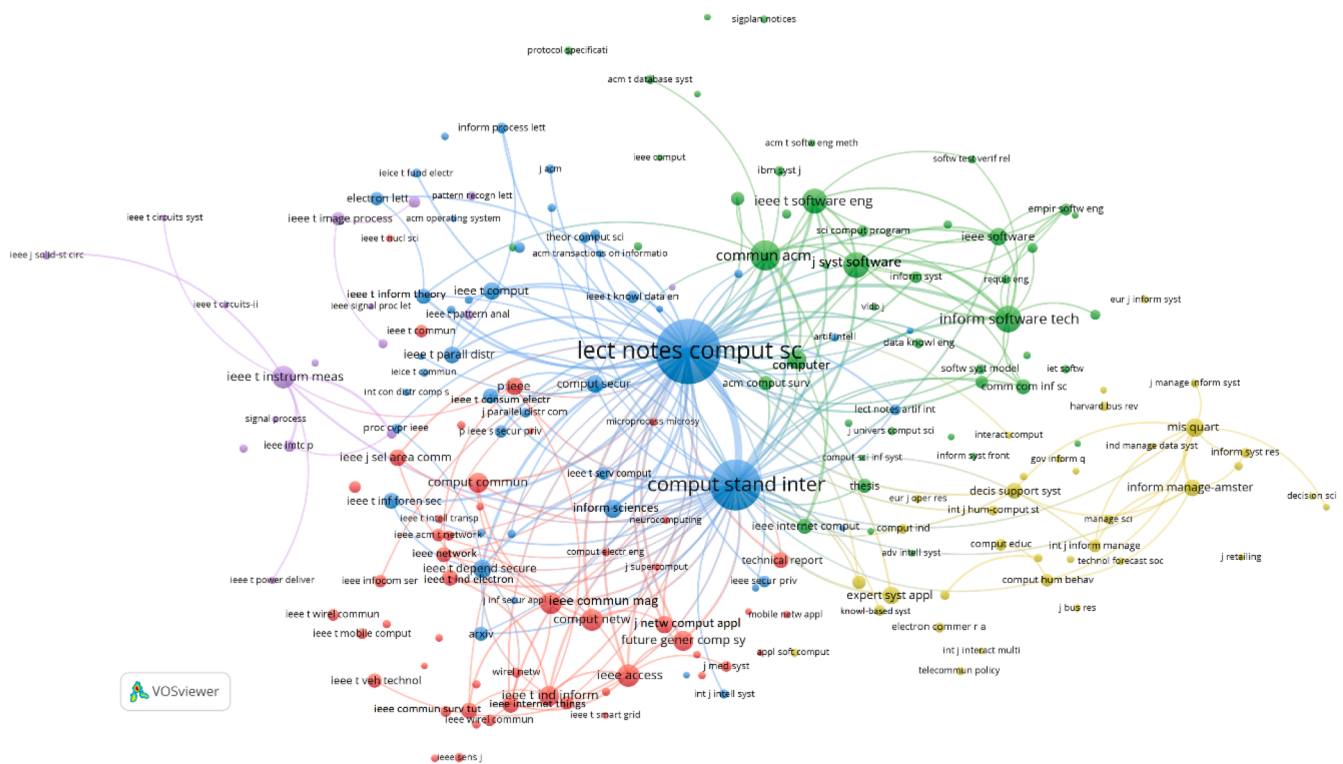 sigplan notices
protocol specificati
acm t database syst
inform process lett
acm t softw eng meth
ieee comput
softw test verif rel
j acm
ibm syst j
ieice t fund electr
electron lett
pattern recogn lett
ieee t software eng
empir softw eng
ieee t circuits syst
ieee t image process
acm operating system
sci comput program
ieee t nucl sci
theor comput sci
ieee software
ieee j solid-st circ
acm transactions on informatio
commun acm
j syst software
inform syst
requir eng
ieee t inform theory
ieee t comput
ieee t knowl data en
ieee t circuits-ii
ieee signal proc let
vldb j
eur j inform syst
ieee t pattern anal
inform software tech
ieee t commun
artif intell
data knowl eng
lect notes comput sc
ieee t parall distr
computer
ieice t commun
soft syst model
iet softw
ieee t instrum meas
comput secur
acm comput surv
comm com inf sc
j manage inform syst
int con distr comp s
p ieee
ieee t consum electr
j parallel distr com
lect notes artif int
harvard bus rev
signal process
proc cvpr ieee
p ieee s secur priv
microprocess microsy
j univers comput sci
interact comput
mis quart
ieee imtc p
ieee j sel area comm
comput sci inf syst
inform syst front
gov inform q
ind manage data syst
inform syst res
ieee t serv comput
comput commun
comput stand inter
thesis
decis support syst
inform manage-amster
ieee t inf foren sec
eur j oper res
decision sci
inform sciences
int j hum-comput st
ieee t intell transp
neurocomputing
ieee internet comput
comput ind
manage sci
ieee acm t network
comput educ
int j inform manage
ieee network
comput electr eng
adv intell syst
technol forecast soc
j retailing
ieee t depend secure
j supercomput
technical report
ieee t power deliver
ieee infocom ser
ieee t ind electron
ieee secur priv
comput hum behav
j inf secur appl
ieee commun mag
expert syst appl
j bus res
ieee t wirel commun
comput netw
j netw comput appl
mobile netw appl
knowl-based syst
ieee t mobile comput
arxiv
future gener comp sy
electron commer r a
appl soft comput
int j interact multi
ieee t veh technol
wirel netw
ieee access
j med syst
telecommun policy
ieee t ind inform
int j intell syst
ieee commun surv tut
ieee internet things
ieee wirel commun
ieee t smart grid
ieee sens j
VOSviewer